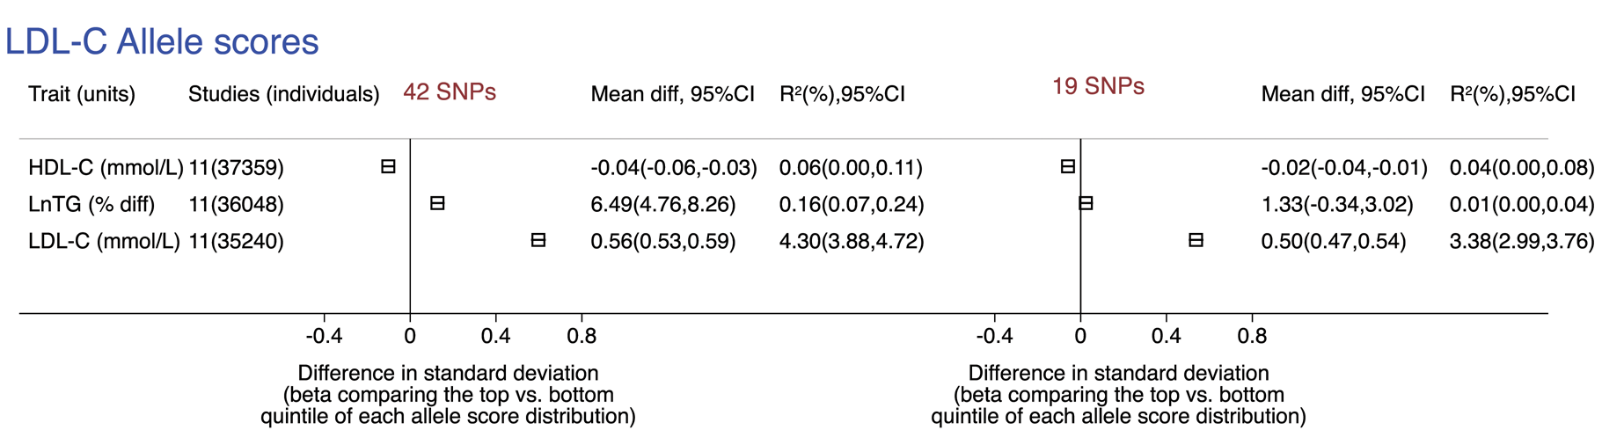 LDL-C Allele scores
Trait (units) Studies (individuals) 42 SNPs Mean diff, 95%CI R²(%),95%CI 19 SNPs Mean diff, 95%CI R²(%),95%CI
HDL-C (mmol/L) 11(37359) -0.04(-0.06,-0.03) 0.06(0.00,0.11) -0.02(-0.04,-0.01) 0.04(0.00,0.08)
LnTG (% diff) 11(36048) 6.49(4.76,8.26) 0.16(0.07,0.24) 1.33(-0.34,3.02) 0.01(0.00,0.04)
LDL-C (mmol/L) 11(35240) 0.56(0.53,0.59) 4.30(3.88,4.72) 0.50(0.47,0.54) 3.38(2.99,3.76)
-0.4 0 0.4 0.8 -0.4 0 0.4 0.8
Difference in standard deviation
(beta comparing the top vs. bottom
quintile of each allele score distribution)
Difference in standard deviation
(beta comparing the top vs. bottom
quintile of each allele score distribution)